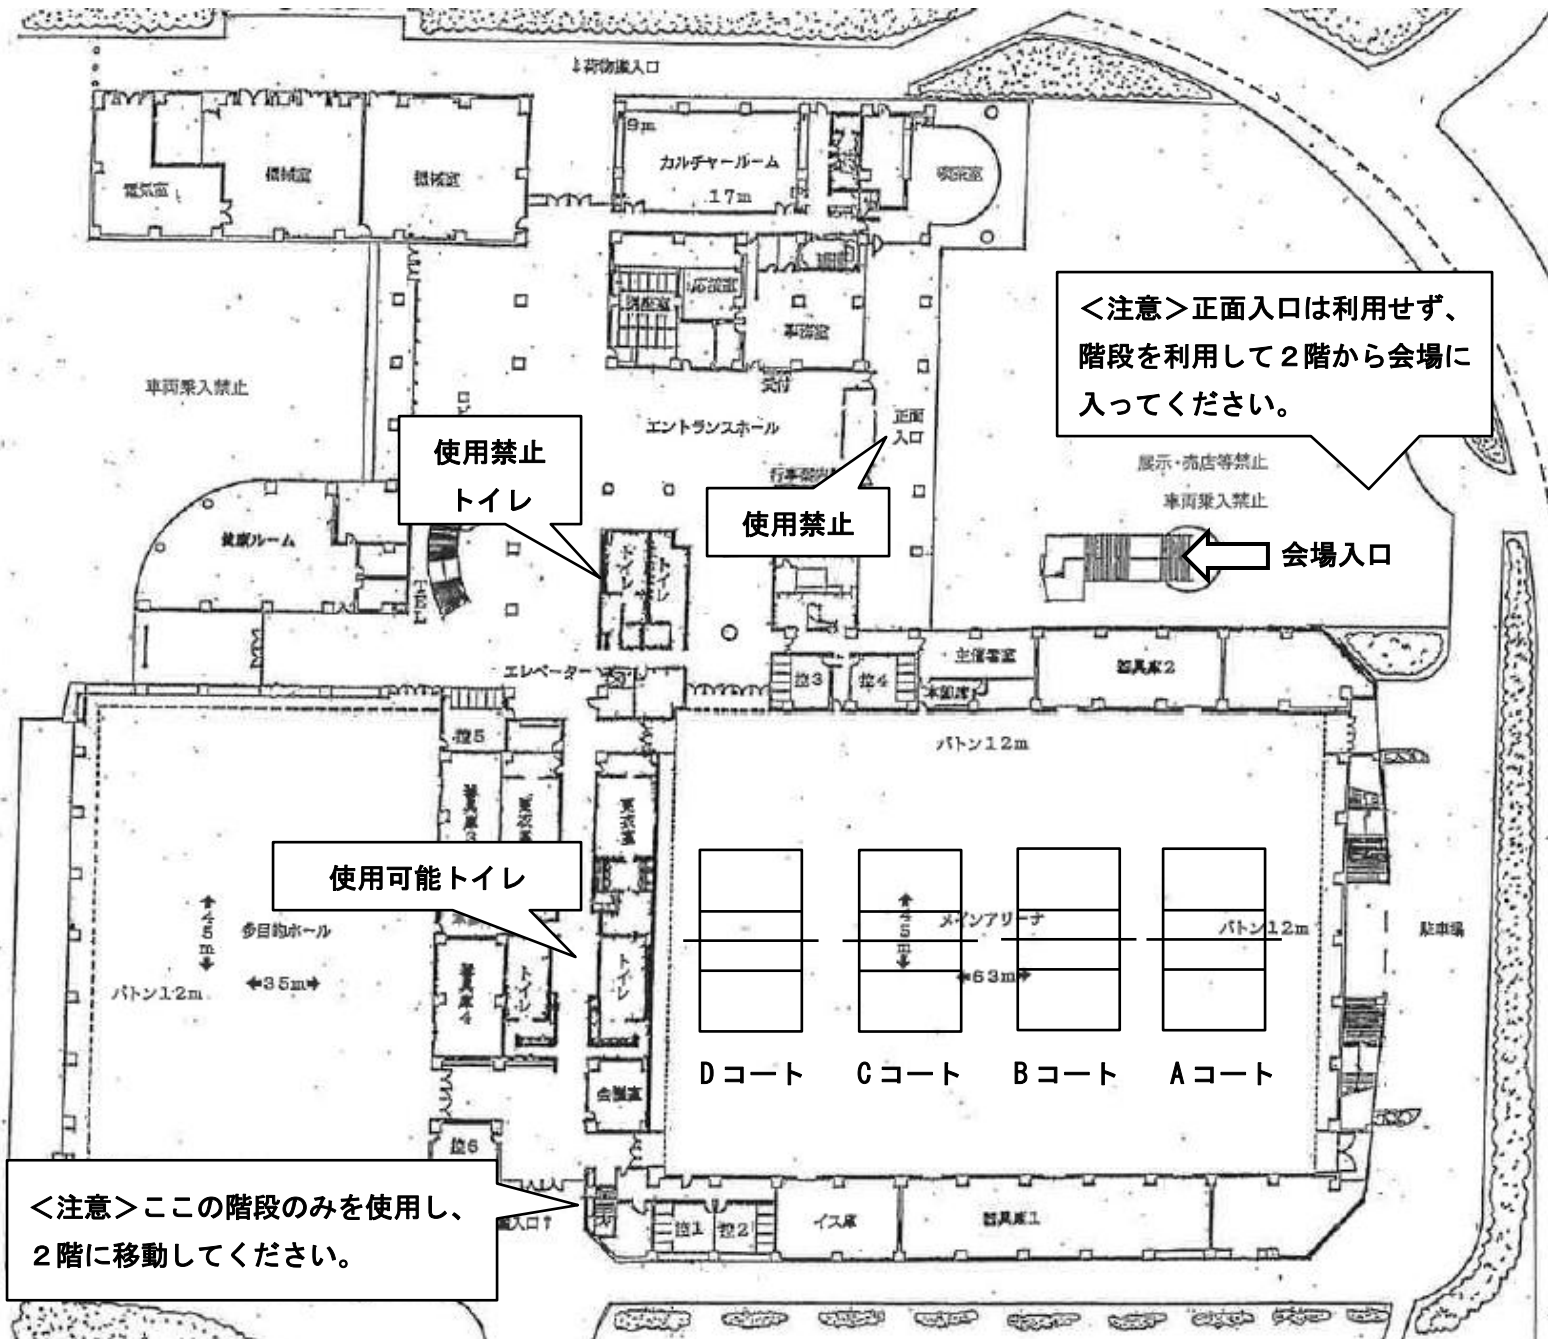 ↓荷物搬入口
9m
カルチャールーム
17m
喫茶室
電気室
機械室
機械室
応接室
事務室
受付
車両乗入禁止
エントランスホール
正面
入口
<注意>正面入口は利用せず、
階段を利用して2階から会場に
入ってください。
使用禁止
トイレ
使用禁止
展示・売店等禁止
車両乗入禁止
会場入口
健康ルーム
トイレ
トイレ
エレベーター
控3
控4
主催者室
本部席
器具庫2
控5
バトン12m
器具庫3
更衣室
更衣室
使用可能トイレ
45m
多目的ホール
35m
バトン12m
器具庫4
トイレ
トイレ
45m
メインアリーナ
63m
バトン12m
駐車場
Dコート
Cコート
Bコート
Aコート
会議室
控6
<注意>ここの階段のみを使用し、
2階に移動してください。
入口↑
控1
控2
イス庫
器具庫1